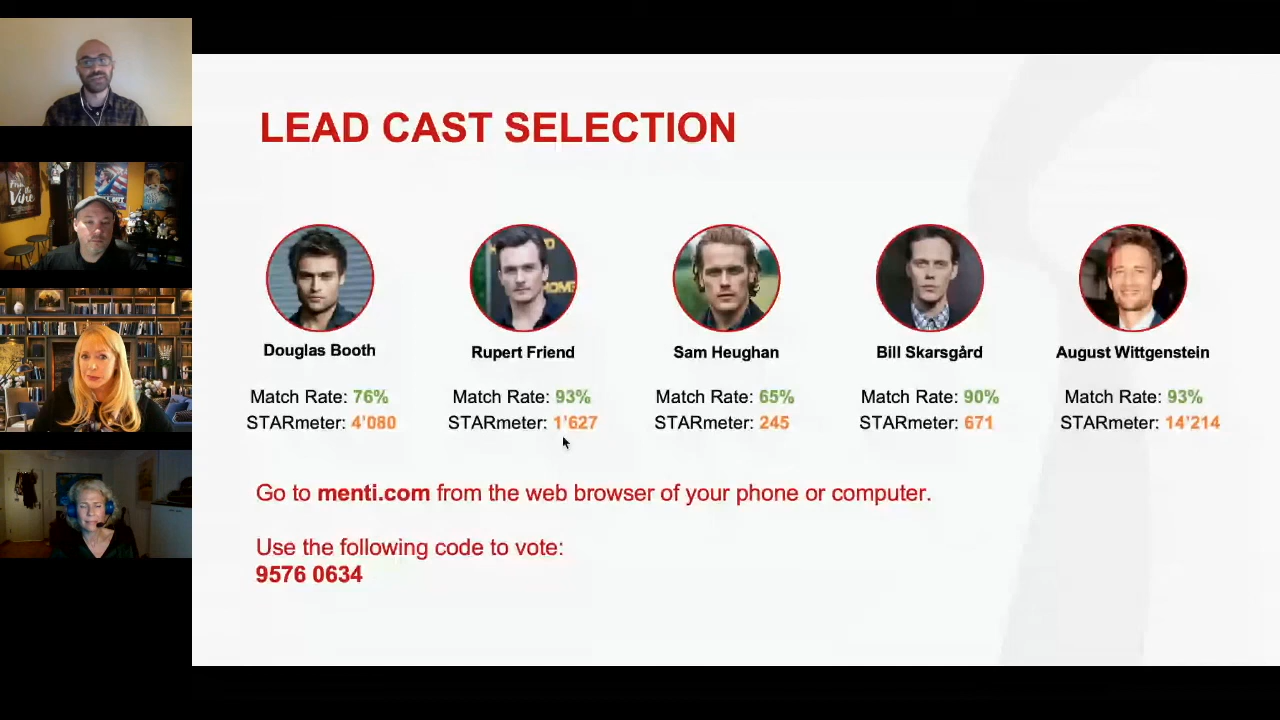 LEAD CAST SELECTION
Douglas Booth
Rupert Friend
Sam Heughan
Bill Skarsgård
August Wittgenstein
Match Rate: 76%
Match Rate: 93%
Match Rate: 65%
Match Rate: 90%
Match Rate: 93%
STARmeter: 4'080
STARmeter: 1'627
STARmeter: 245
STARmeter: 671
STARmeter: 14'214
Go to menti.com from the web browser of your phone or computer.
Use the following code to vote:
9576 0634